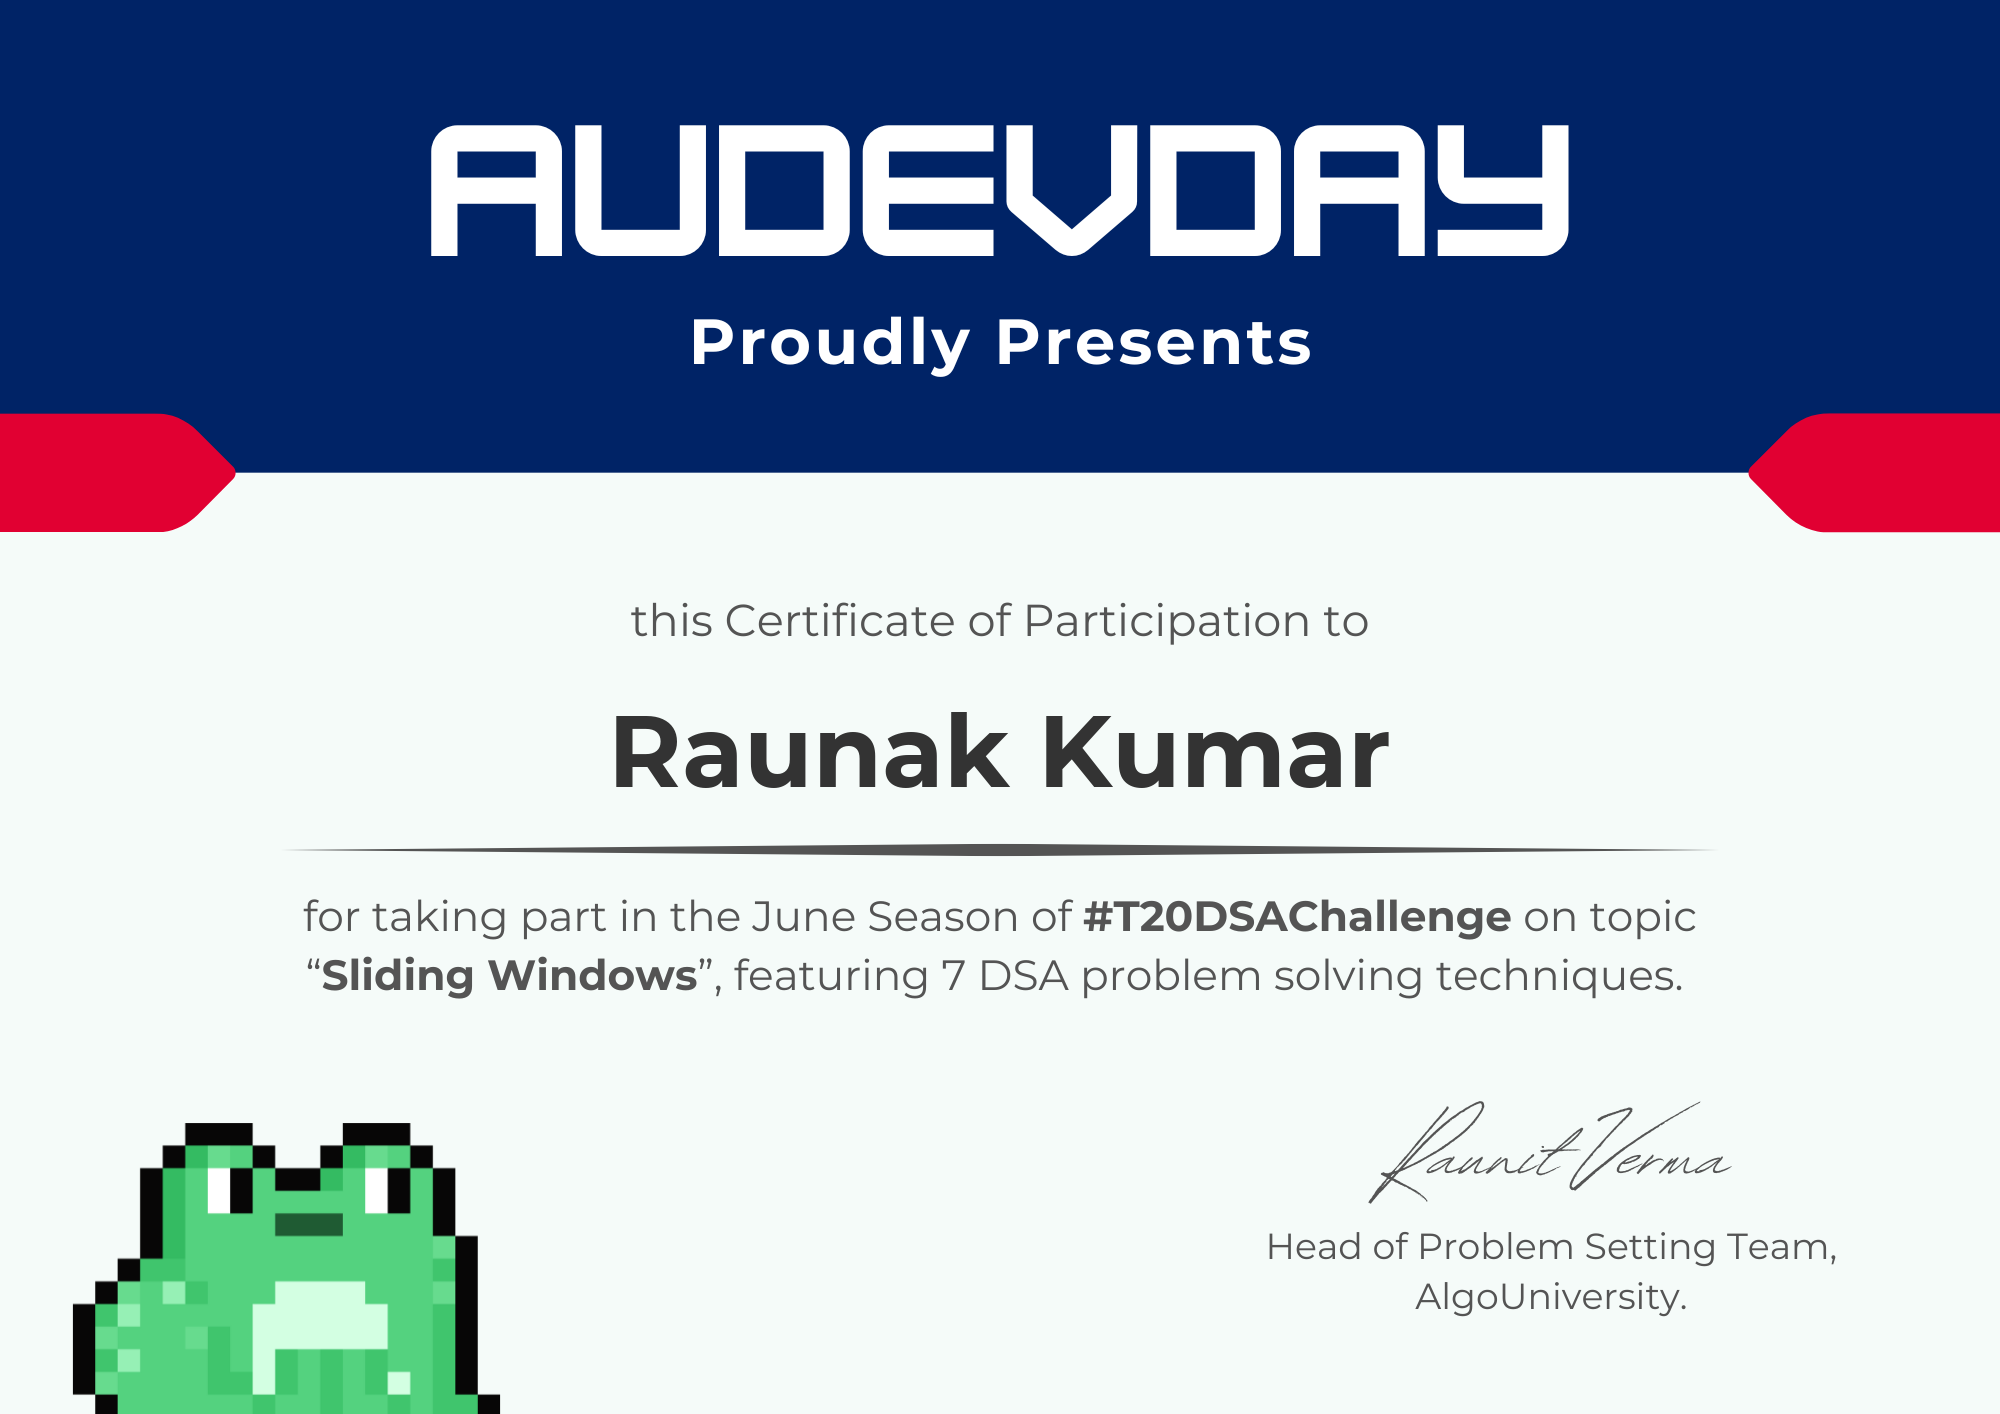 AUDEVDAY
Proudly Presents
this Certificate of Participation to
Raunak Kumar
for taking part in the June Season of #T20DSAChallenge on topic
“Sliding Windows”, featuring 7 DSA problem solving techniques.
Raunit Verma
Head of Problem Setting Team,
AlgoUniversity.